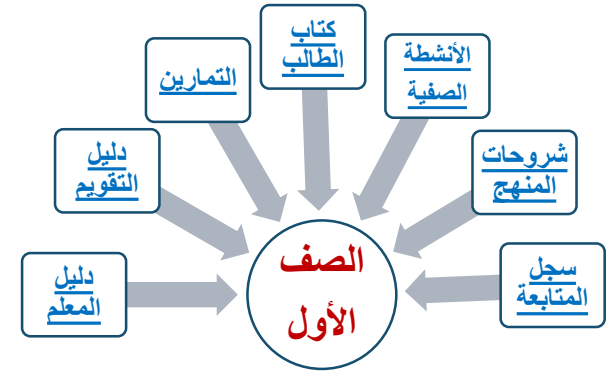 كتاب
الطالب
الأنشطة
الصفية
التمارين
شروحات
المنهج
دليل
التقويم
سجل
المتابعة
دليل
المعلم
الصف
الأول